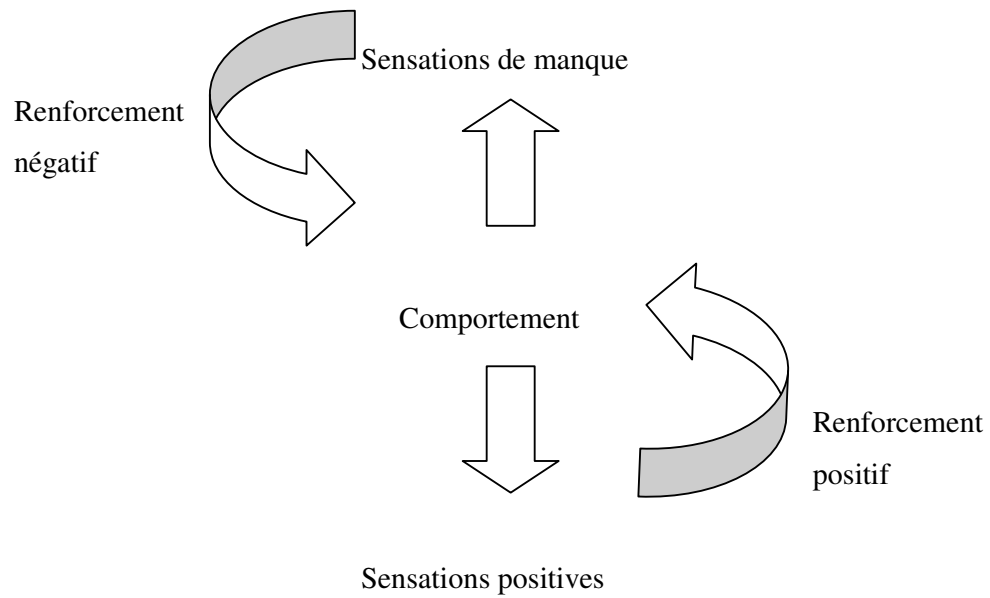 Sensations de manque
Renforcement
négatif
Comportement
Renforcement
positif
Sensations positives